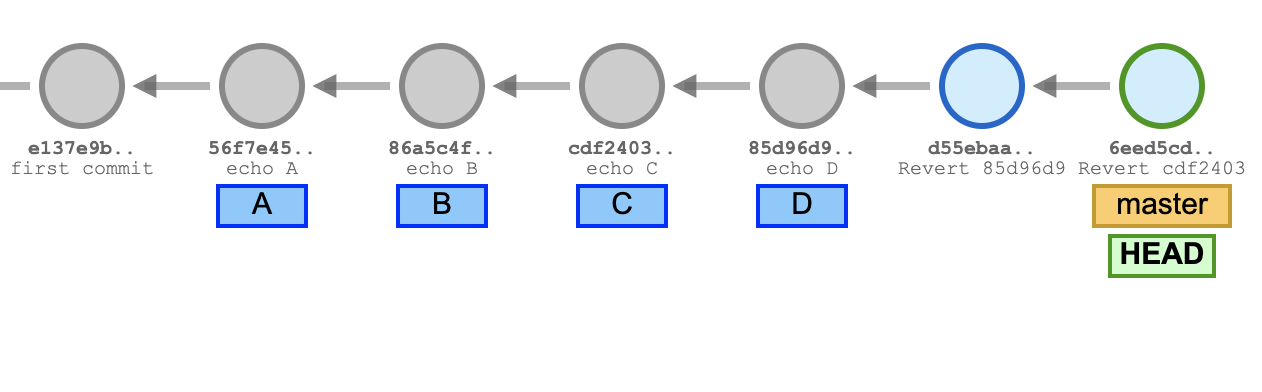 e137e9b..
first commit
56f7e45..
echo A
A
86a5c4f..
echo B
B
cdf2403..
echo C
C
85d96d9..
echo D
D
d55ebaa..
Revert 85d96d9
6eed5cd..
Revert cdf2403
master
HEAD